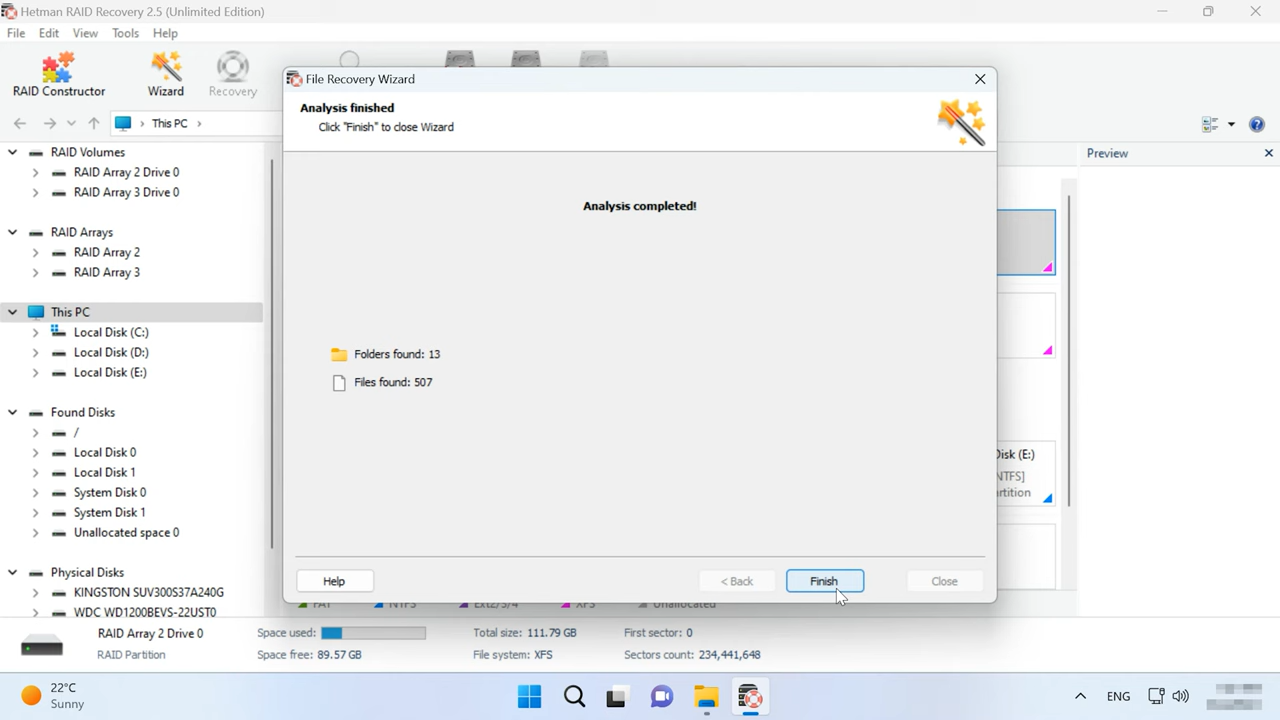 Hetman RAID Recovery 2.5 (Unlimited Edition)
File Edit View Tools Help
RAID Constructor Wizard Recovery
This PC
File Recovery Wizard
Analysis finished
Click "Finish" to close Wizard
Analysis completed!
Folders found: 13
Files found: 507
Help < Back Finish Close
RAID Volumes
RAID Array 2 Drive 0
RAID Array 3 Drive 0
RAID Arrays
RAID Array 2
RAID Array 3
This PC
Local Disk (C:)
Local Disk (D:)
Local Disk (E:)
Found Disks
/
Local Disk 0
Local Disk 1
System Disk 0
System Disk 1
Unallocated space 0
Physical Disks
KINGSTON SUV300S37A240G
WDC WD1200BEVS-22UST0
Preview
Disk (E:)
NTFS]
rtition
FAT NTFS Ext2/3/4 XFS Unallocated
RAID Array 2 Drive 0 Space used: Total size: 111.79 GB First sector: 0
RAID Partition Space free: 89.57 GB File system: XFS Sectors count: 234,441,648
22°C
Sunny
ENG